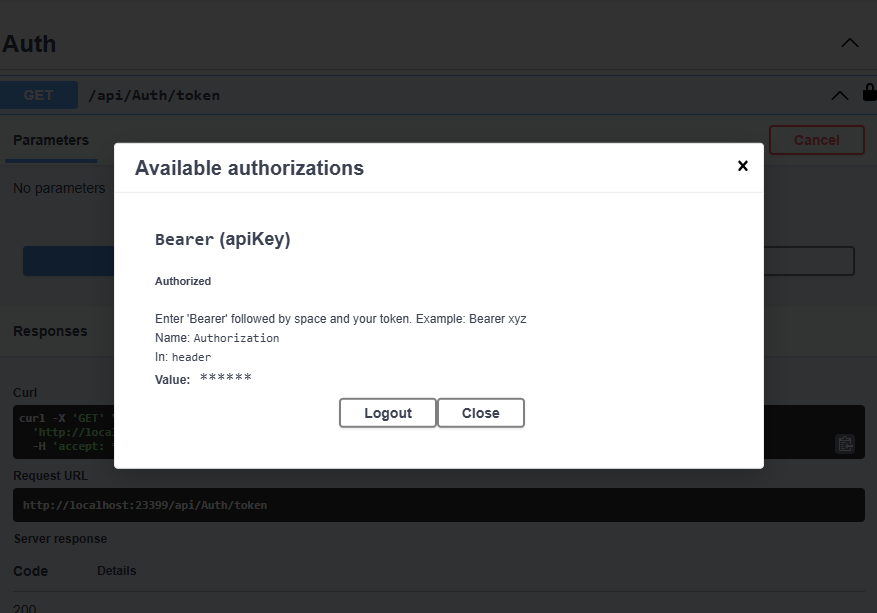 Auth
GET /api/Auth/token
Parameters
Cancel
No parameters
Available authorizations
Bearer (apiKey)
Authorized
Enter 'Bearer' followed by space and your token. Example: Bearer xyz
Name: Authorization
In: header
Value: ******
Logout Close
Responses
Curl
curl -X 'GET' \
'http://loca
-H 'accept:
Request URL
http://localhost:23399/api/Auth/token
Server response
Code Details
200